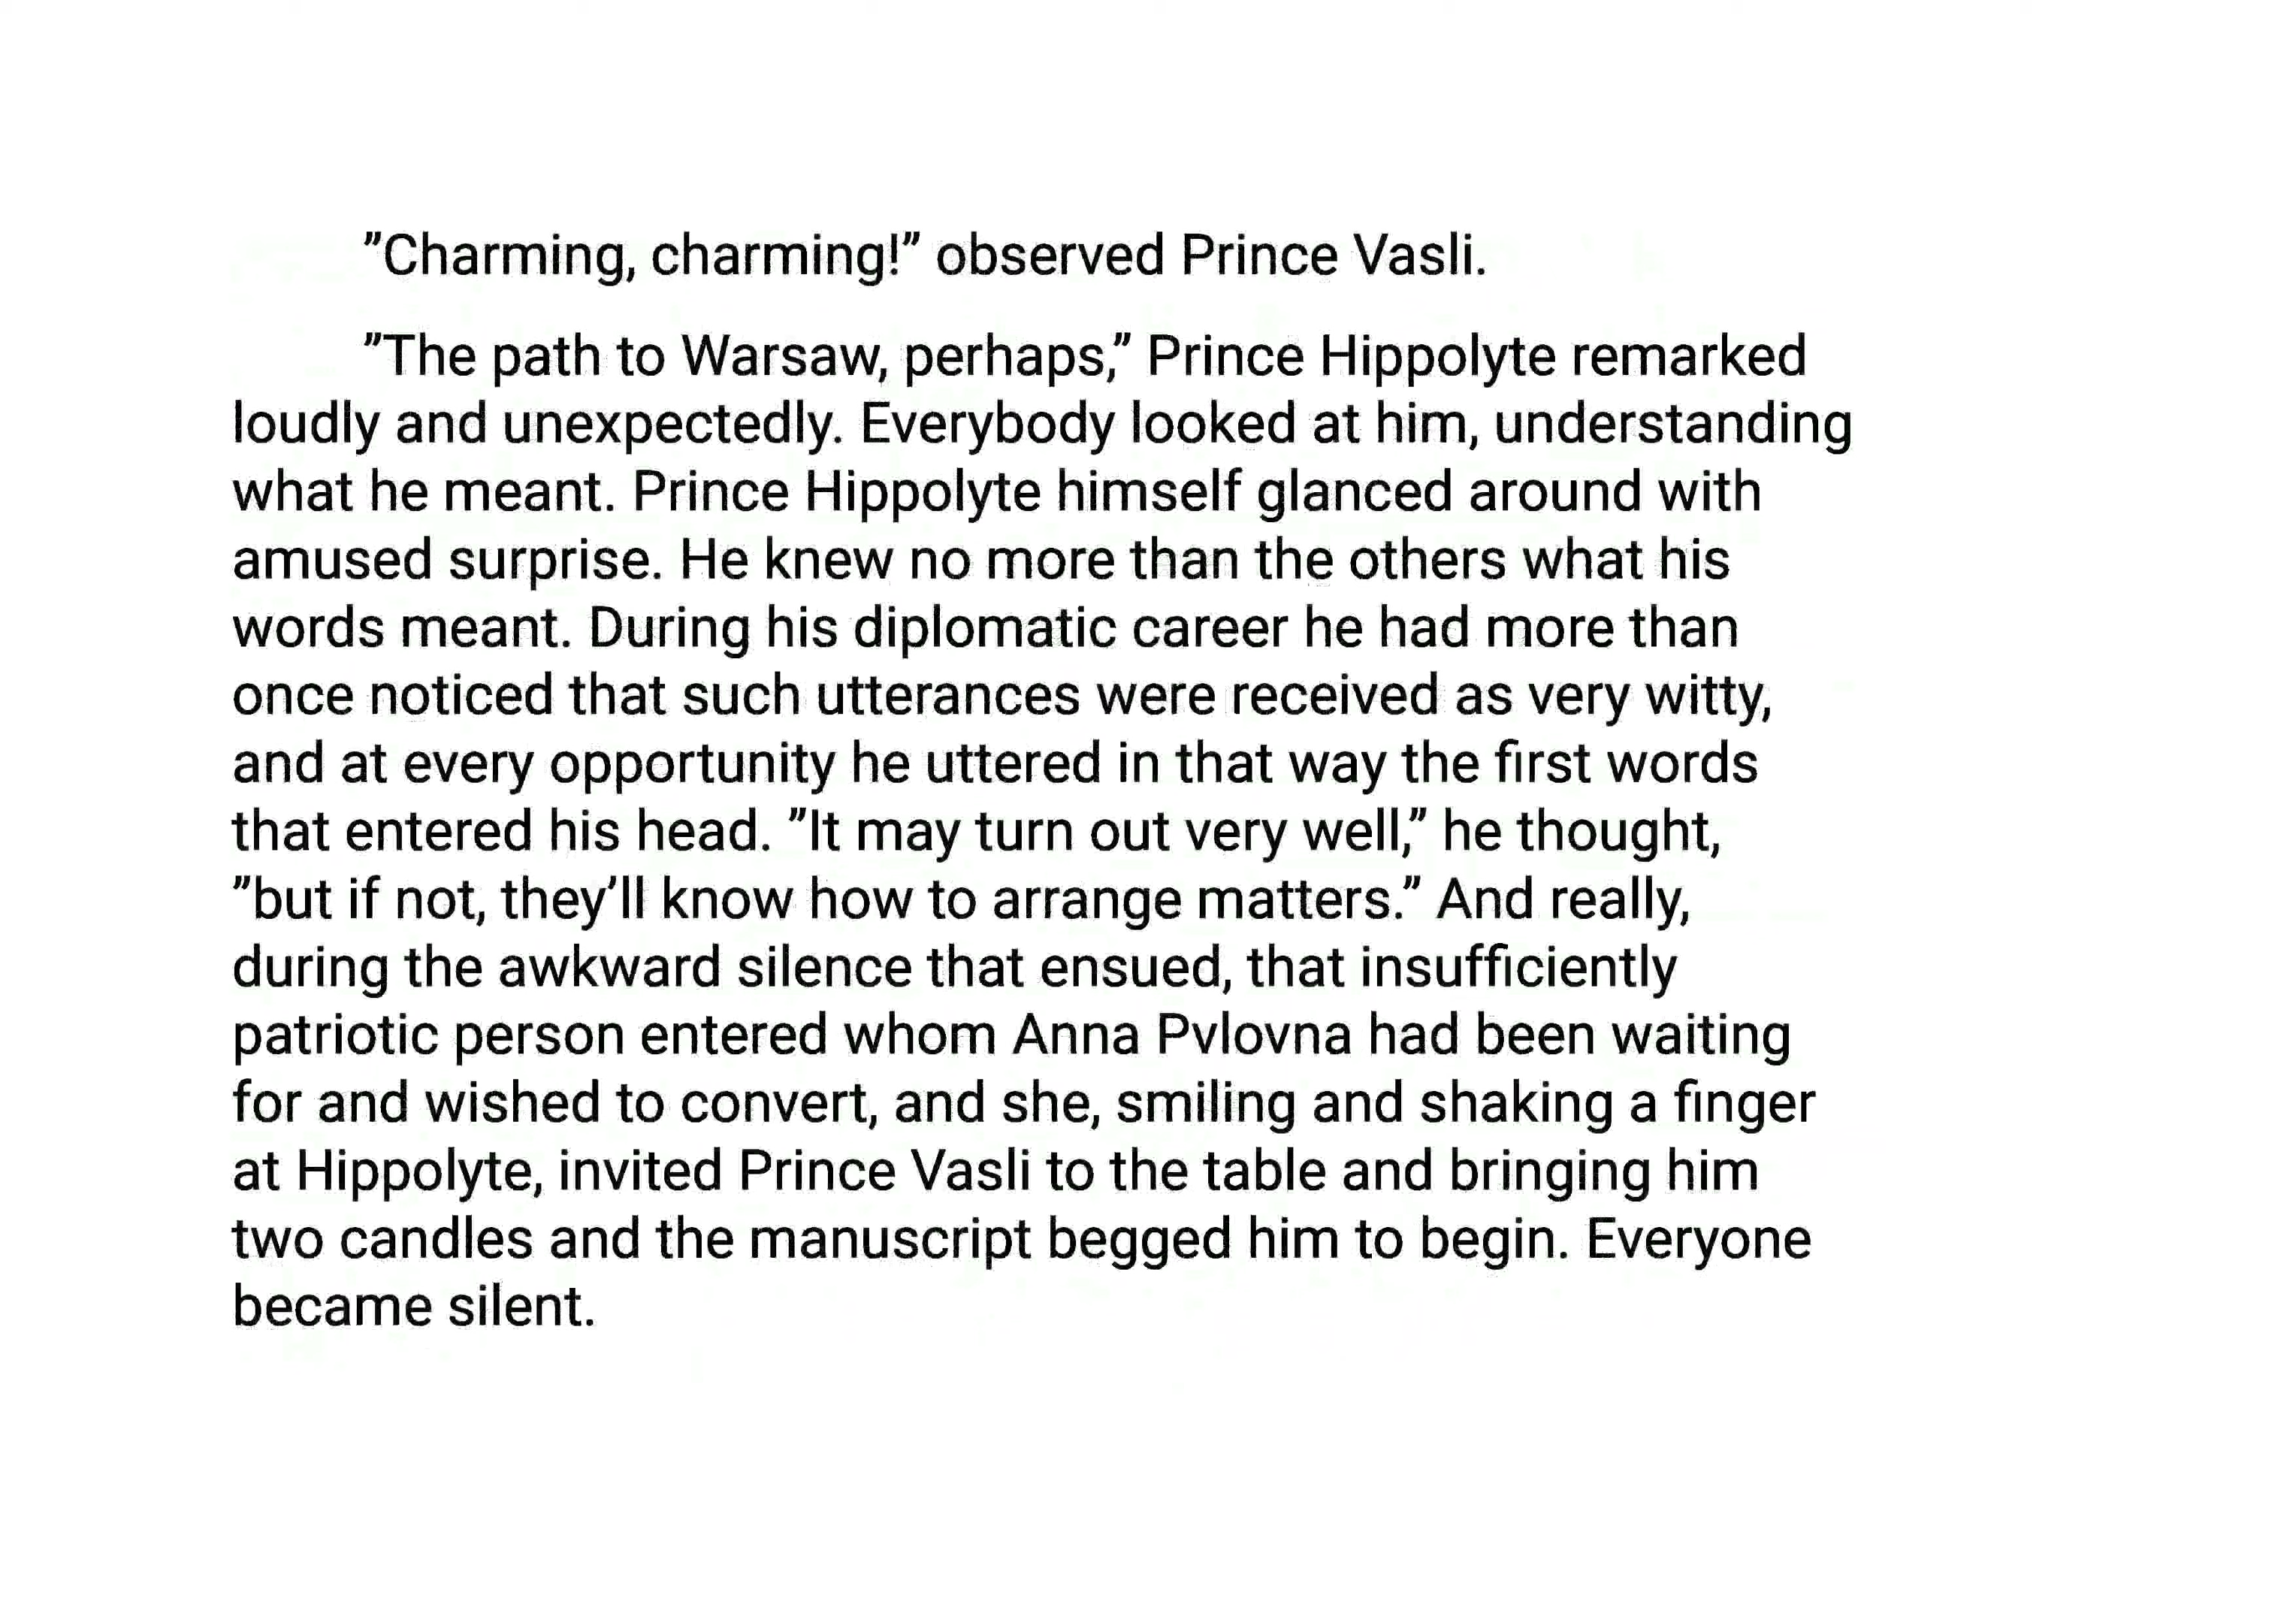 ”Charming, charming!” observed Prince Vasli.
”The path to Warsaw, perhaps,” Prince Hippolyte remarked
loudly and unexpectedly. Everybody looked at him, understanding
what he meant. Prince Hippolyte himself glanced around with
amused surprise. He knew no more than the others what his
words meant. During his diplomatic career he had more than
once noticed that such utterances were received as very witty,
and at every opportunity he uttered in that way the first words
that entered his head. ”It may turn out very well,” he thought,
”but if not, they’ll know how to arrange matters.” And really,
during the awkward silence that ensued, that insufficiently
patriotic person entered whom Anna Pvlovna had been waiting
for and wished to convert, and she, smiling and shaking a finger
at Hippolyte, invited Prince Vasli to the table and bringing him
two candles and the manuscript begged him to begin. Everyone
became silent.